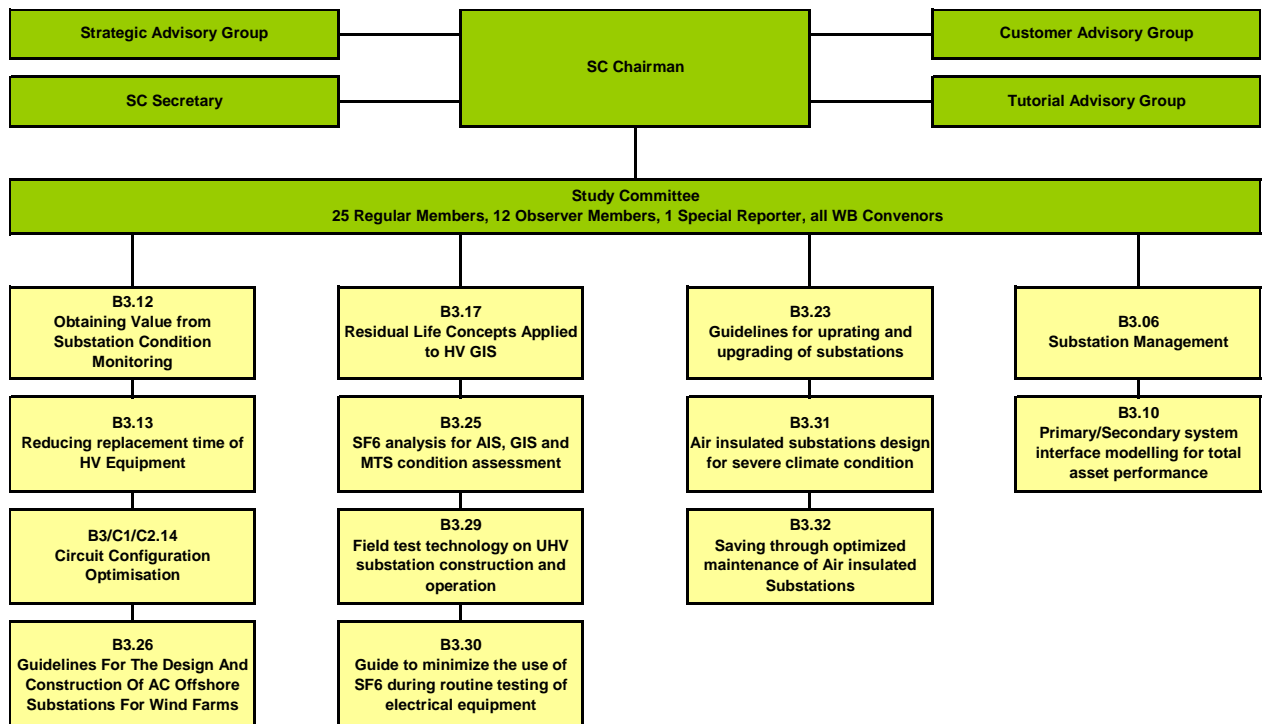 Strategic Advisory Group
Customer Advisory Group
SC Chairman
SC Secretary
Tutorial Advisory Group
Study Committee
25 Regular Members, 12 Observer Members, 1 Special Reporter, all WB Convenors
B3.12
Obtaining Value from
Substation Condition
Monitoring
B3.13
Reducing replacement time of
HV Equipment
B3/C1/C2.14
Circuit Configuration
Optimisation
B3.26
Guidelines For The Design And
Construction Of AC Offshore
Substations For Wind Farms
B3.17
Residual Life Concepts Applied
to HV GIS
B3.25
SF6 analysis for AIS, GIS and
MTS condition assessment
B3.29
Field test technology on UHV
substation construction and
operation
B3.30
Guide to minimize the use of
SF6 during routine testing of
electrical equipment
B3.23
Guidelines for uprating and
upgrading of substations
B3.31
Air insulated substations design
for severe climate condition
B3.32
Saving through optimized
maintenance of Air insulated
Substations
B3.06
Substation Management
B3.10
Primary/Secondary system
interface modelling for total
asset performance